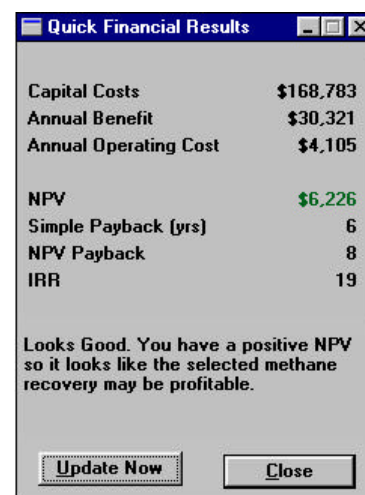 Quick Financial Results
Capital Costs $168,783
Annual Benefit $30,321
Annual Operating Cost $4,105
NPV $6,226
Simple Payback (yrs) 6
NPV Payback 8
IRR 19
Looks Good. You have a positive NPV
so it looks like the selected methane
recovery may be profitable.
Update Now Close